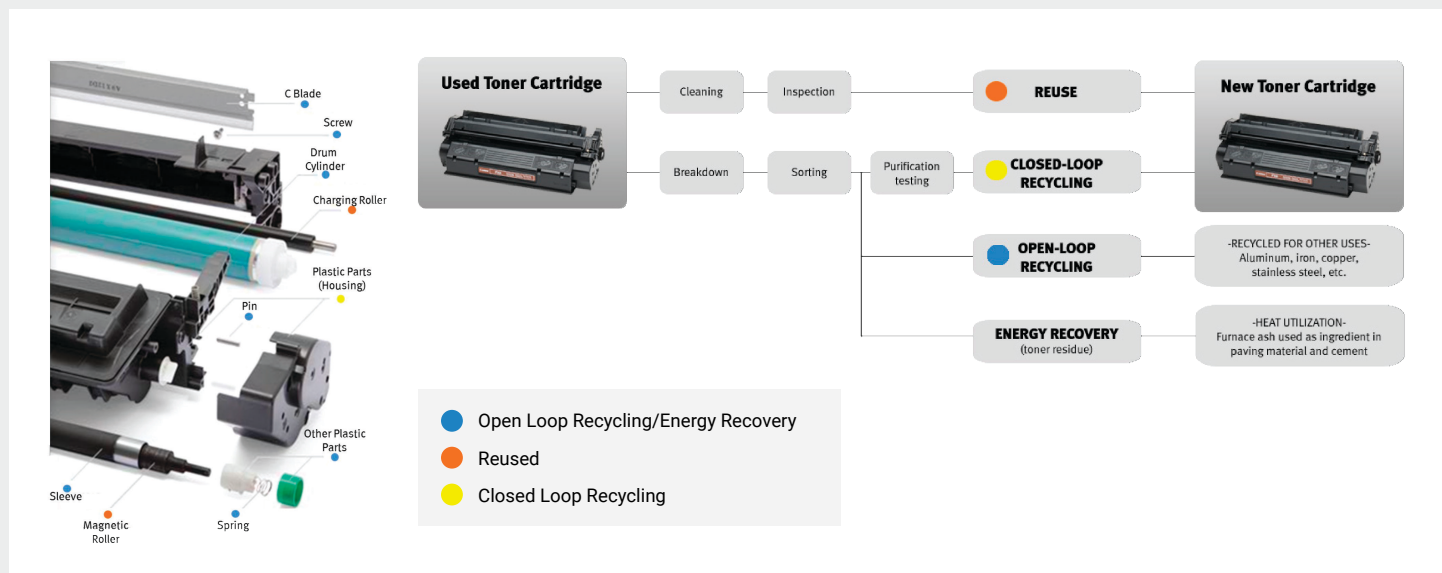 C Blade
Screw
Drum
Cylinder
Charging Roller
Plastic Parts
(Housing)
Pin
Other Plastic
Parts
Sleeve
Magnetic
Roller
Spring
Used Toner Cartridge
Cleaning
Inspection
REUSE
New Toner Cartridge
Breakdown
Sorting
Purification
testing
CLOSED-LOOP
RECYCLING
OPEN-LOOP
RECYCLING
-RECYCLED FOR OTHER USES-
Aluminum, iron, copper,
stainless steel, etc.
ENERGY RECOVERY
(toner residue)
-HEAT UTILIZATION-
Furnace ash used as ingredient in
paving material and cement
Open Loop Recycling/Energy Recovery
Reused
Closed Loop Recycling